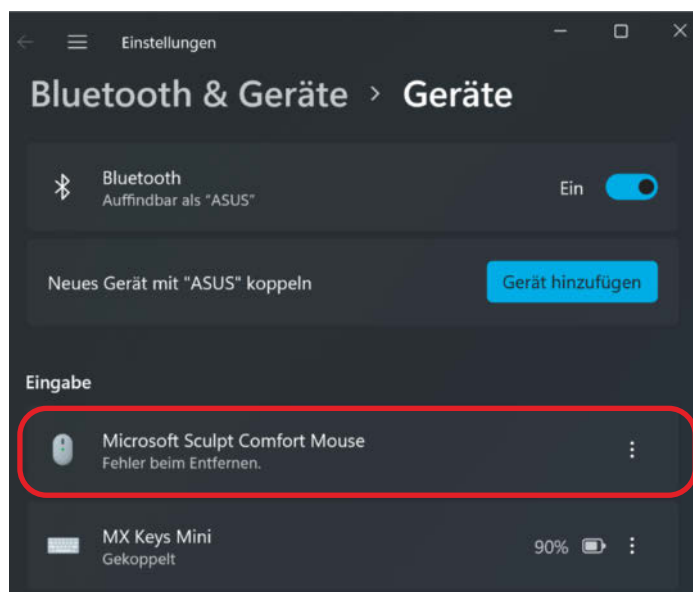 Einstellungen
Bluetooth & Geräte > Geräte
Bluetooth
Auffindbar als "ASUS"
Ein
Neues Gerät mit "ASUS" koppeln
Gerät hinzufügen
Eingabe
Microsoft Sculpt Comfort Mouse
Fehler beim Entfernen.
MX Keys Mini
Gekoppelt
90%